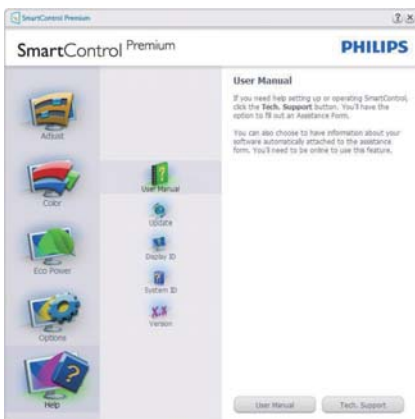 SmartControl Premium
SmartControl Premium
PHILIPS
Adjust
Color
Eco Power
Options
Help
User Manual
Update
Display ID
System ID
X.X
Version
User Manual
If you need help setting up or operating SmartControl,
click the Tech. Support button. You'll have the
option to fill out an Assistance Form.
You can also choose to have information about your
software automatically attached to the assistance
form. You'll need to be online to use this feature.
User Manual
Tech. Support